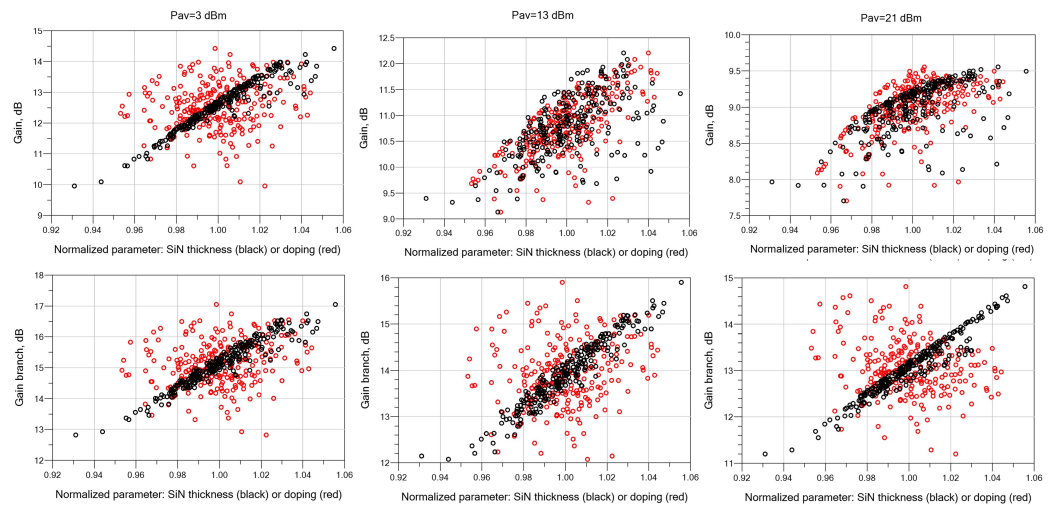 Pav=3 dBm
Pav=13 dBm
Pav=21 dBm
Gain, dB
15
14
13
12
11
10
9
0.92 0.94 0.96 0.98 1.00 1.02 1.04 1.06
Normalized parameter: SiN thickness (black) or doping (red)
Gain, dB
12.5
12.0
11.5
11.0
10.5
10.0
9.5
9.0
0.92 0.94 0.96 0.98 1.00 1.02 1.04 1.06
Normalized parameter: SiN thickness (black) or doping (red)
Gain, dB
10.0
9.5
9.0
8.5
8.0
7.5
0.92 0.94 0.96 0.98 1.00 1.02 1.04 1.06
Normalized parameter: SiN thickness (black) or doping (red)
Gain branch, dB
18
17
16
15
14
13
12
0.92 0.94 0.96 0.98 1.00 1.02 1.04 1.06
Normalized parameter: SiN thickness (black) or doping (red)
Gain branch, dB
16
15
14
13
12
0.92 0.94 0.96 0.98 1.00 1.02 1.04 1.06
Normalized parameter: SiN thickness (black) or doping (red)
Gain branch, dB
15
14
13
12
11
0.92 0.94 0.96 0.98 1.00 1.02 1.04 1.06
Normalized parameter: SiN thickness (black) or doping (red)